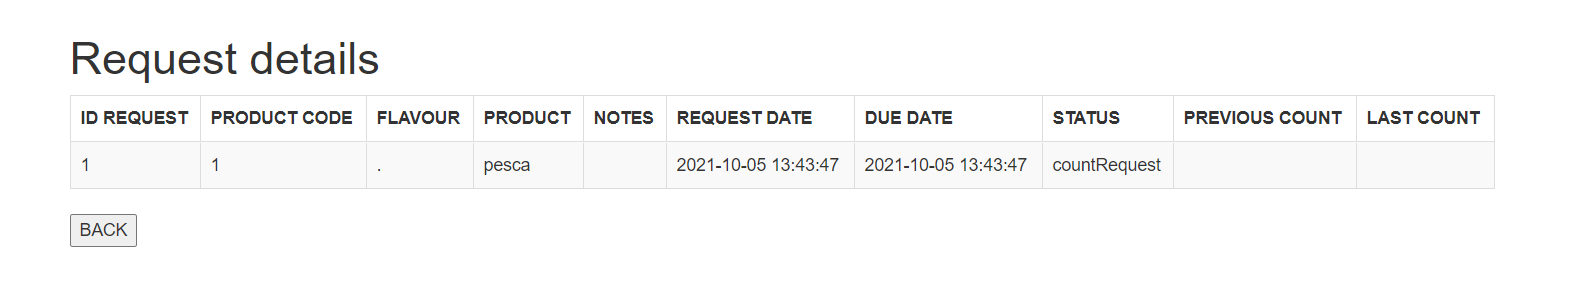 Request details
ID REQUEST PRODUCT CODE FLAVOUR PRODUCT NOTES REQUEST DATE DUE DATE STATUS PREVIOUS COUNT LAST COUNT
1 1 . pesca 2021-10-05 13:43:47 2021-10-05 13:43:47 countRequest
BACK